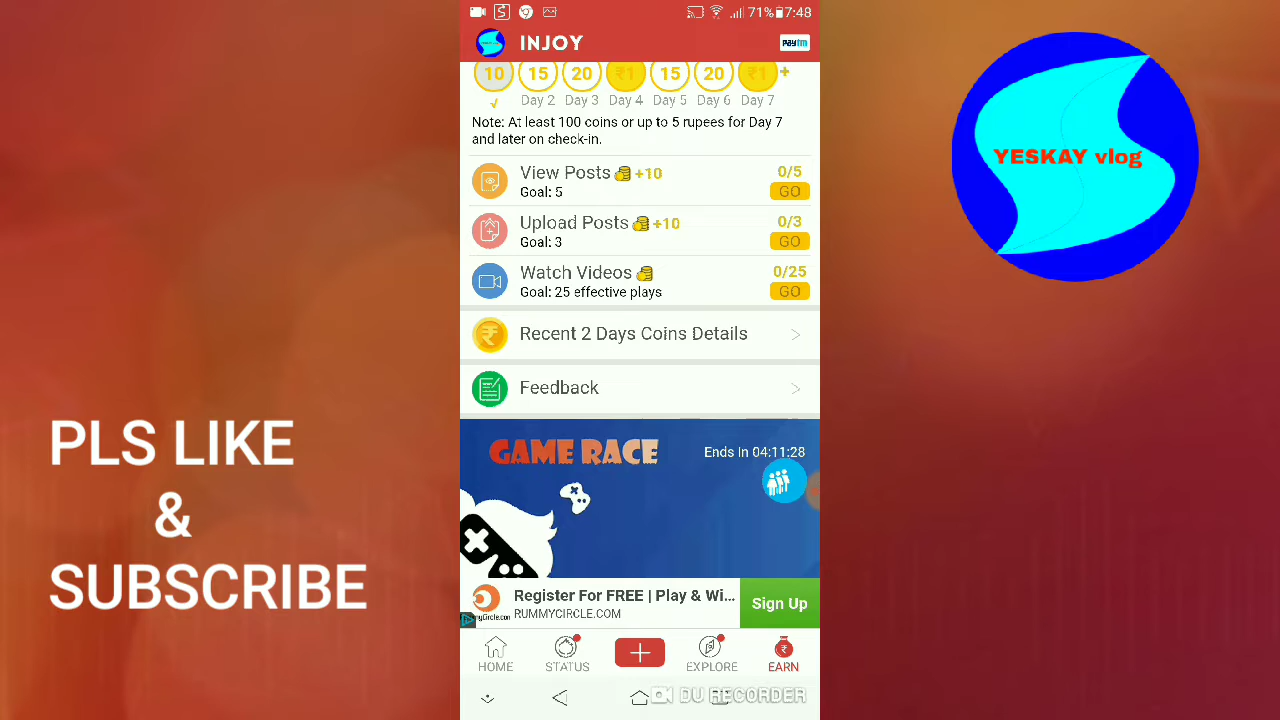 71% 7:48
INJOY
paytm
10 15 20 ₹1 15 20 ₹1 +
Day 2 Day 3 Day 4 Day 5 Day 6 Day 7
Note: At least 100 coins or up to 5 rupees for Day 7
and later on check-in.
View Posts +10 0/5
Goal: 5 GO
Upload Posts +10 0/3
Goal: 3 GO
Watch Videos 0/25
Goal: 25 effective plays GO
Recent 2 Days Coins Details
Feedback
GAME RACE
Ends In 04:11:28
Register For FREE | Play & Wi...
RUMMYCIRCLE.COM
Sign Up
HOME STATUS EXPLORE EARN
DU RECORDER
PLS LIKE
&
SUBSCRIBE
YESKAY vlog